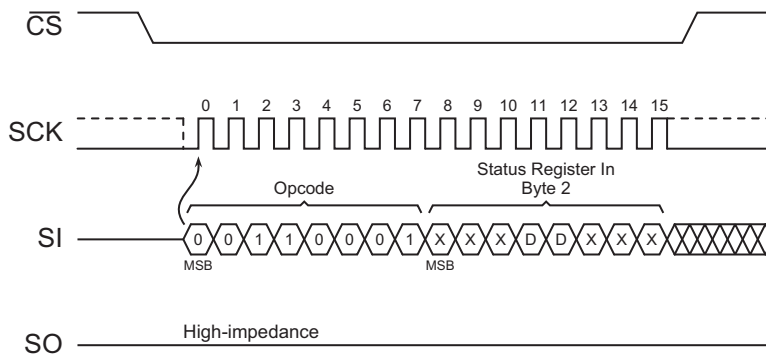 CS
0 1 2 3 4 5 6 7 8 9 10 11 12 13 14 15
SCK
Status Register In
Opcode Byte 2
SI 0 0 1 1 0 0 0 1 X X X D D X X X
MSB MSB
High-impedance
SO